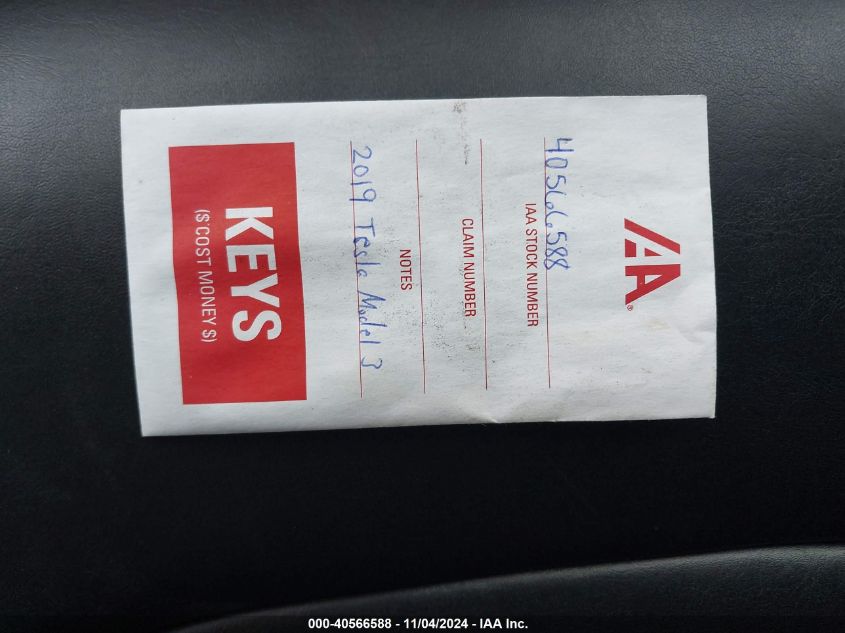 IAA®
40566588
IAA STOCK NUMBER
CLAIM NUMBER
NOTES
2019 Tesla Model 3
KEYS
($ COST MONEY $)
000-40566588 - 11/04/2024 - IAA Inc.